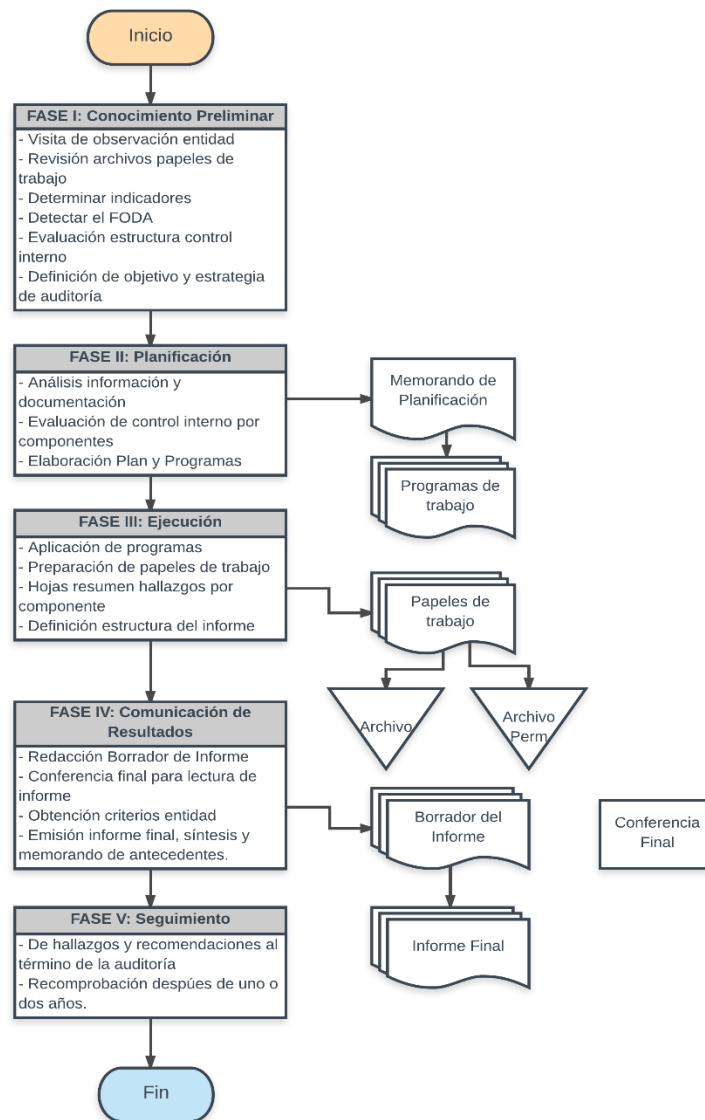 Inicio
FASE I: Conocimiento Preliminar
- Visita de observación entidad
- Revisión archivos papeles de
trabajo
- Determinar indicadores
- Detectar el FODA
- Evaluación estructura control
interno
- Definición de objetivo y estrategia
de auditoría
FASE II: Planificación
- Análisis información y
documentación
- Evaluación de control interno por
componentes
- Elaboración Plan y Programas
Memorando de
Planificación
Programas de
trabajo
FASE III: Ejecución
- Aplicación de programas
- Preparación de papeles de trabajo
- Hojas resumen hallazgos por
componente
- Definición estructura del informe
Papeles de
trabajo
Archivo
Archivo
Perm
FASE IV: Comunicación de
Resultados
- Redacción Borrador de Informe
- Conferencia final para lectura de
informe
- Obtención criterios entidad
- Emisión informe final, síntesis y
memorando de antecedentes.
Borrador del
Informe
Conferencia
Final
FASE V: Seguimiento
- De hallazgos y recomendaciones al
término de la auditoría
- Recomprobación despúes de uno o
dos años.
Informe Final
Fin